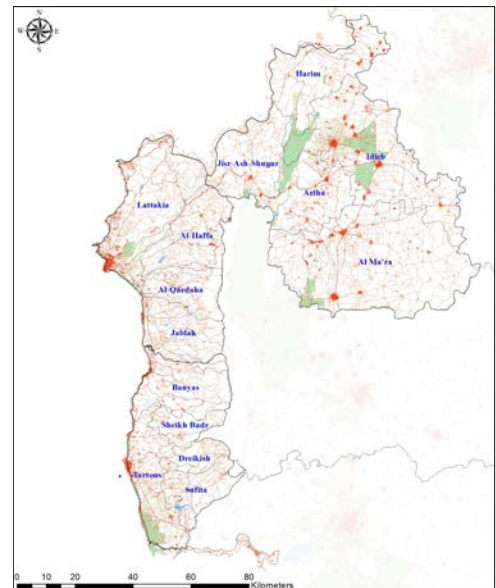 N
W E
S
Harim
Jisr-Ash-Shugur
Idleb
Ariha
Lattakia
Al-Haffa
Al Ma'ra
Al-Qardaha
Jablah
Banyas
Sheikh Badr
Dreikish
Tartous
Safita
0 5 10 20 40 60 80
Kilometers